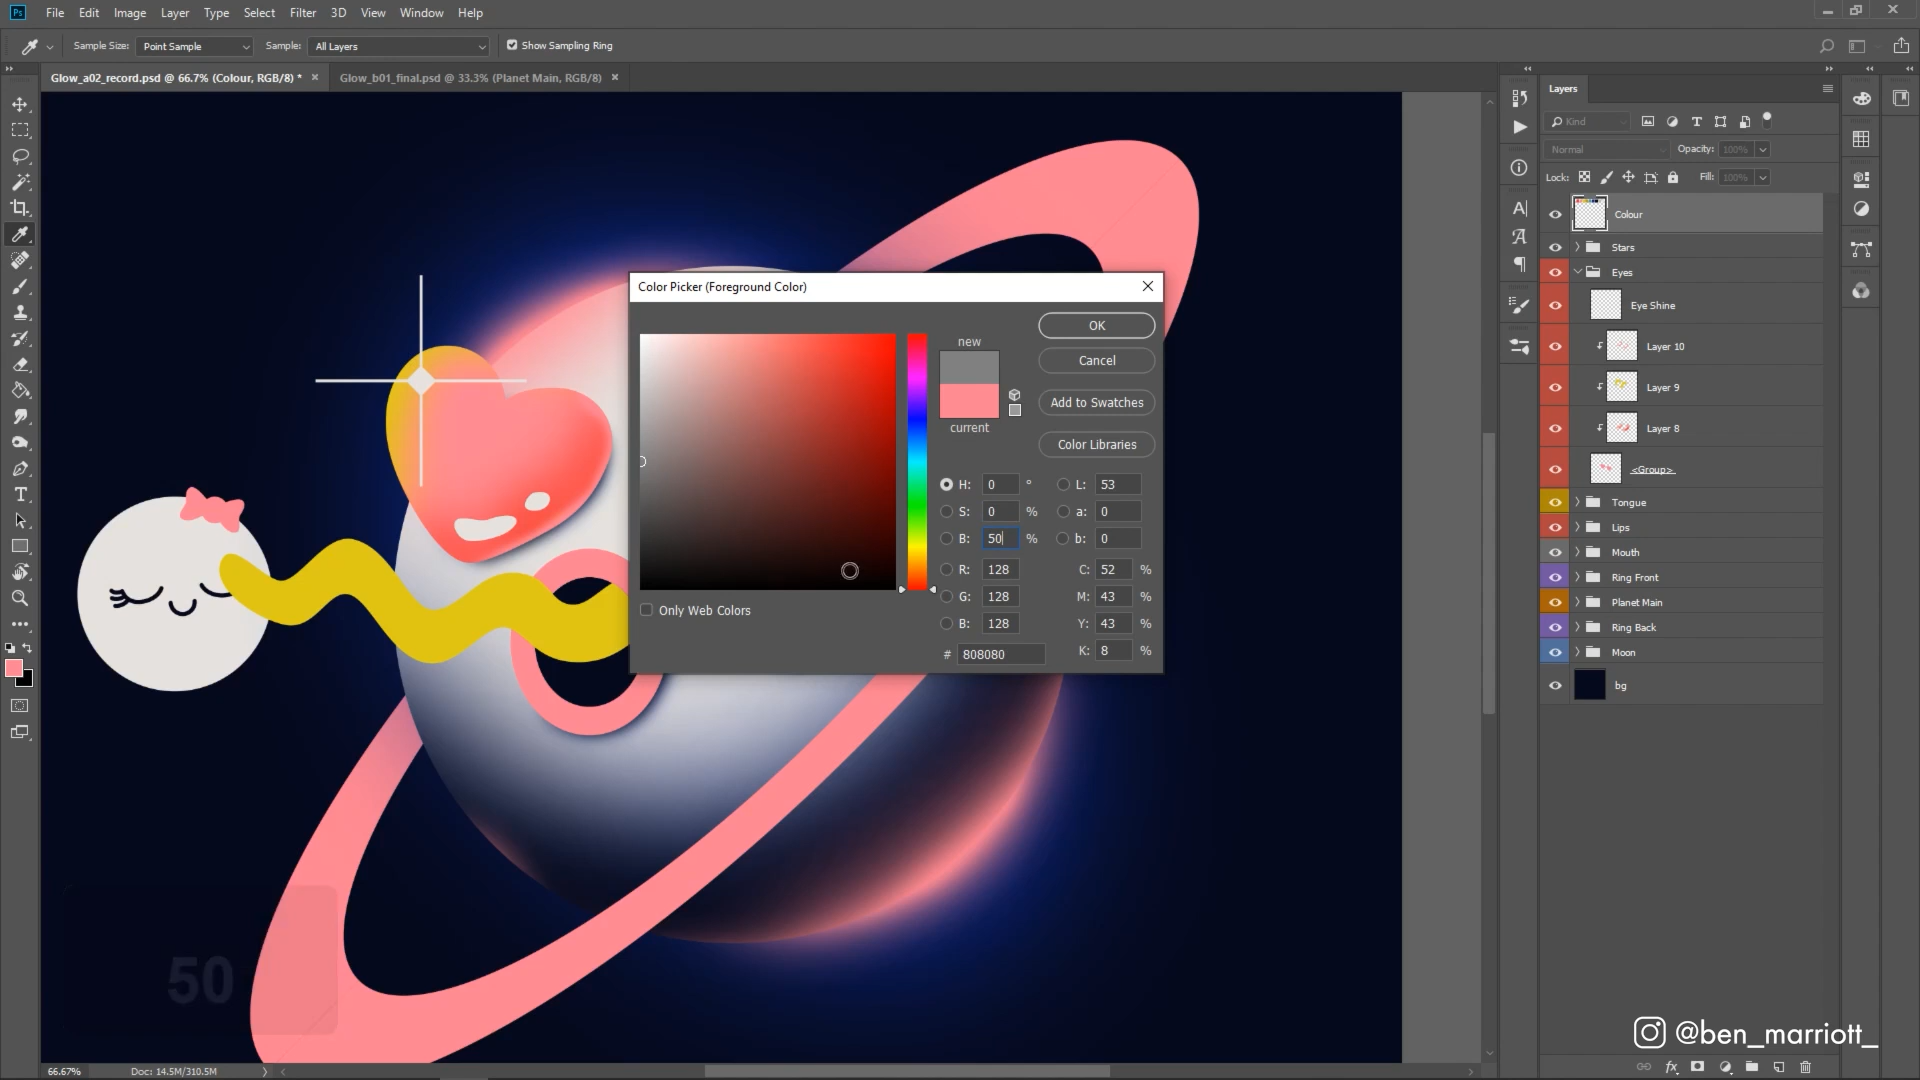 Ps File Edit Image Layer Type Select Filter 3D View Window Help
Sample Size: Point Sample Sample: All Layers Show Sampling Ring
Glow_a02_record.psd @ 66.7% (Colour, RGB/8) * × Glow_b01_final.psd @ 33.3% (Planet Main, RGB/8) ×
Layers
Kind
Normal Opacity: 100%
Lock: Fill: 100%
Colour
Stars
Eyes
Eye Shine
Layer 10
Layer 9
Layer 8
<Group>
Tongue
Lips
Mouth
Ring Front
Planet Main
Ring Back
Moon
bg
Color Picker (Foreground Color)
new
current
OK
Cancel
Add to Swatches
Color Libraries
H: 0 ° L: 53
S: 0 % a: 0
B: 50 % b: 0
R: 128 C: 52 %
G: 128 M: 43 %
B: 128 Y: 43 %
# 808080 K: 8 %
Only Web Colors
50
@ben_marriott_
66.67% Doc: 14.5M/310.5M